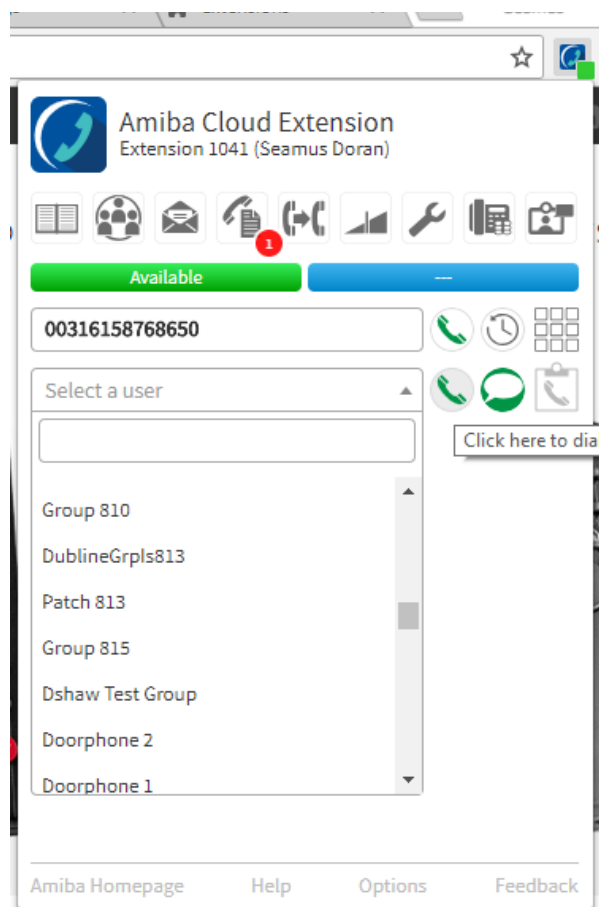 Amiba Cloud Extension
Extension 1041 (Seamus Doran)
1
Available
---
00316158768650
Select a user
Click here to dia
Group 810
DublineGrpIs813
Patch 813
Group 815
Dshaw Test Group
Doorphone 2
Doorphone 1
Amiba Homepage Help Options Feedback